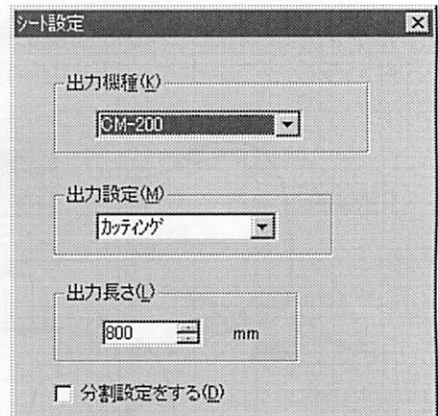 シート設定
出力機種(K)
CM-200
出力設定(M)
カッティング
出力長さ(L)
800 mm
分割設定をする(D)